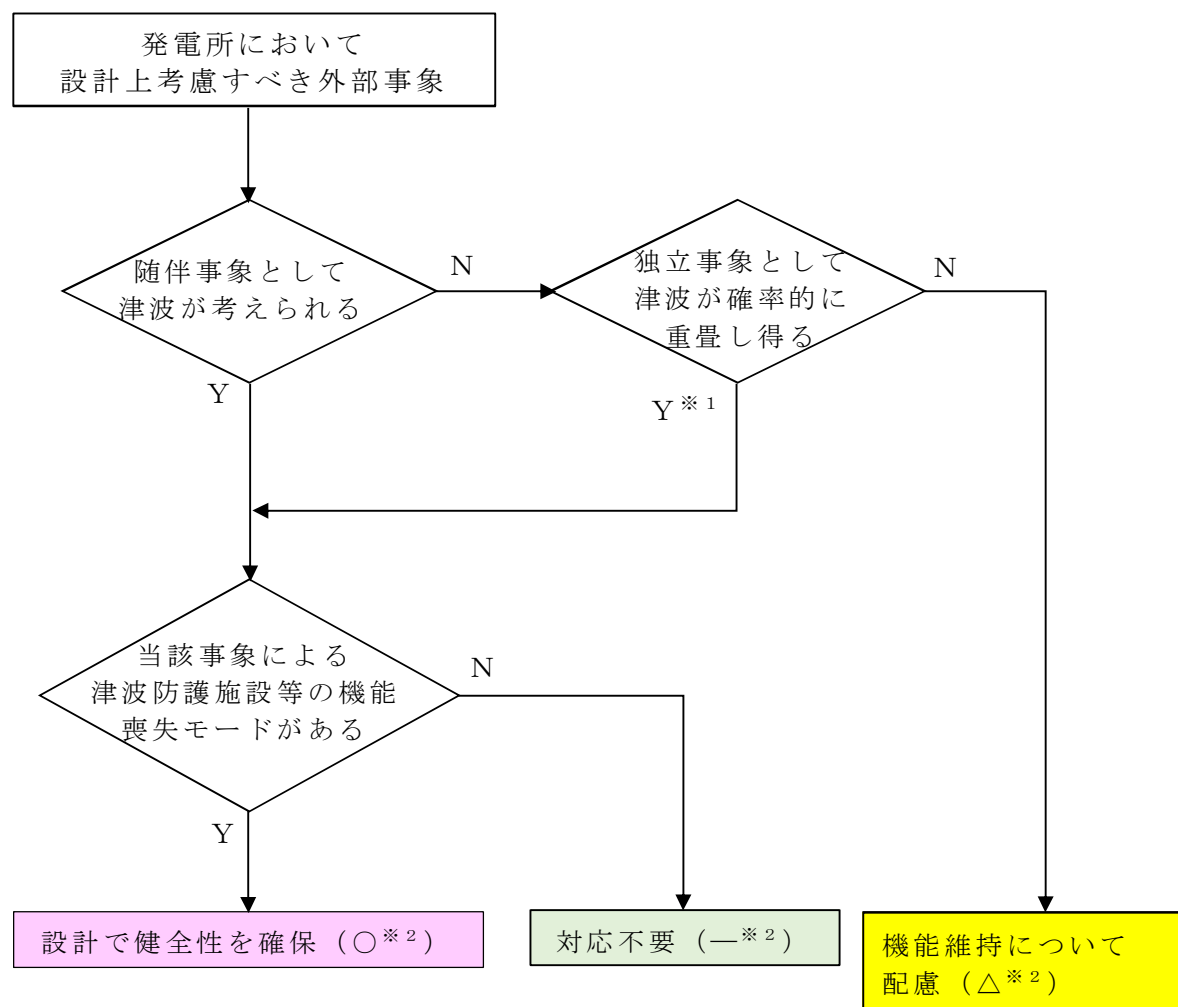 発電所において
設計上考慮すべき外部事象
随伴事象として
津波が考えられる
N
独立事象として
津波が確率的に
重畳し得る
N
Y
Y※1
当該事象による
津波防護施設等の機能
喪失モードがある
N
Y
設計で健全性を確保（○※2）
対応不要（―※2）
機能維持について
配慮（△※2）